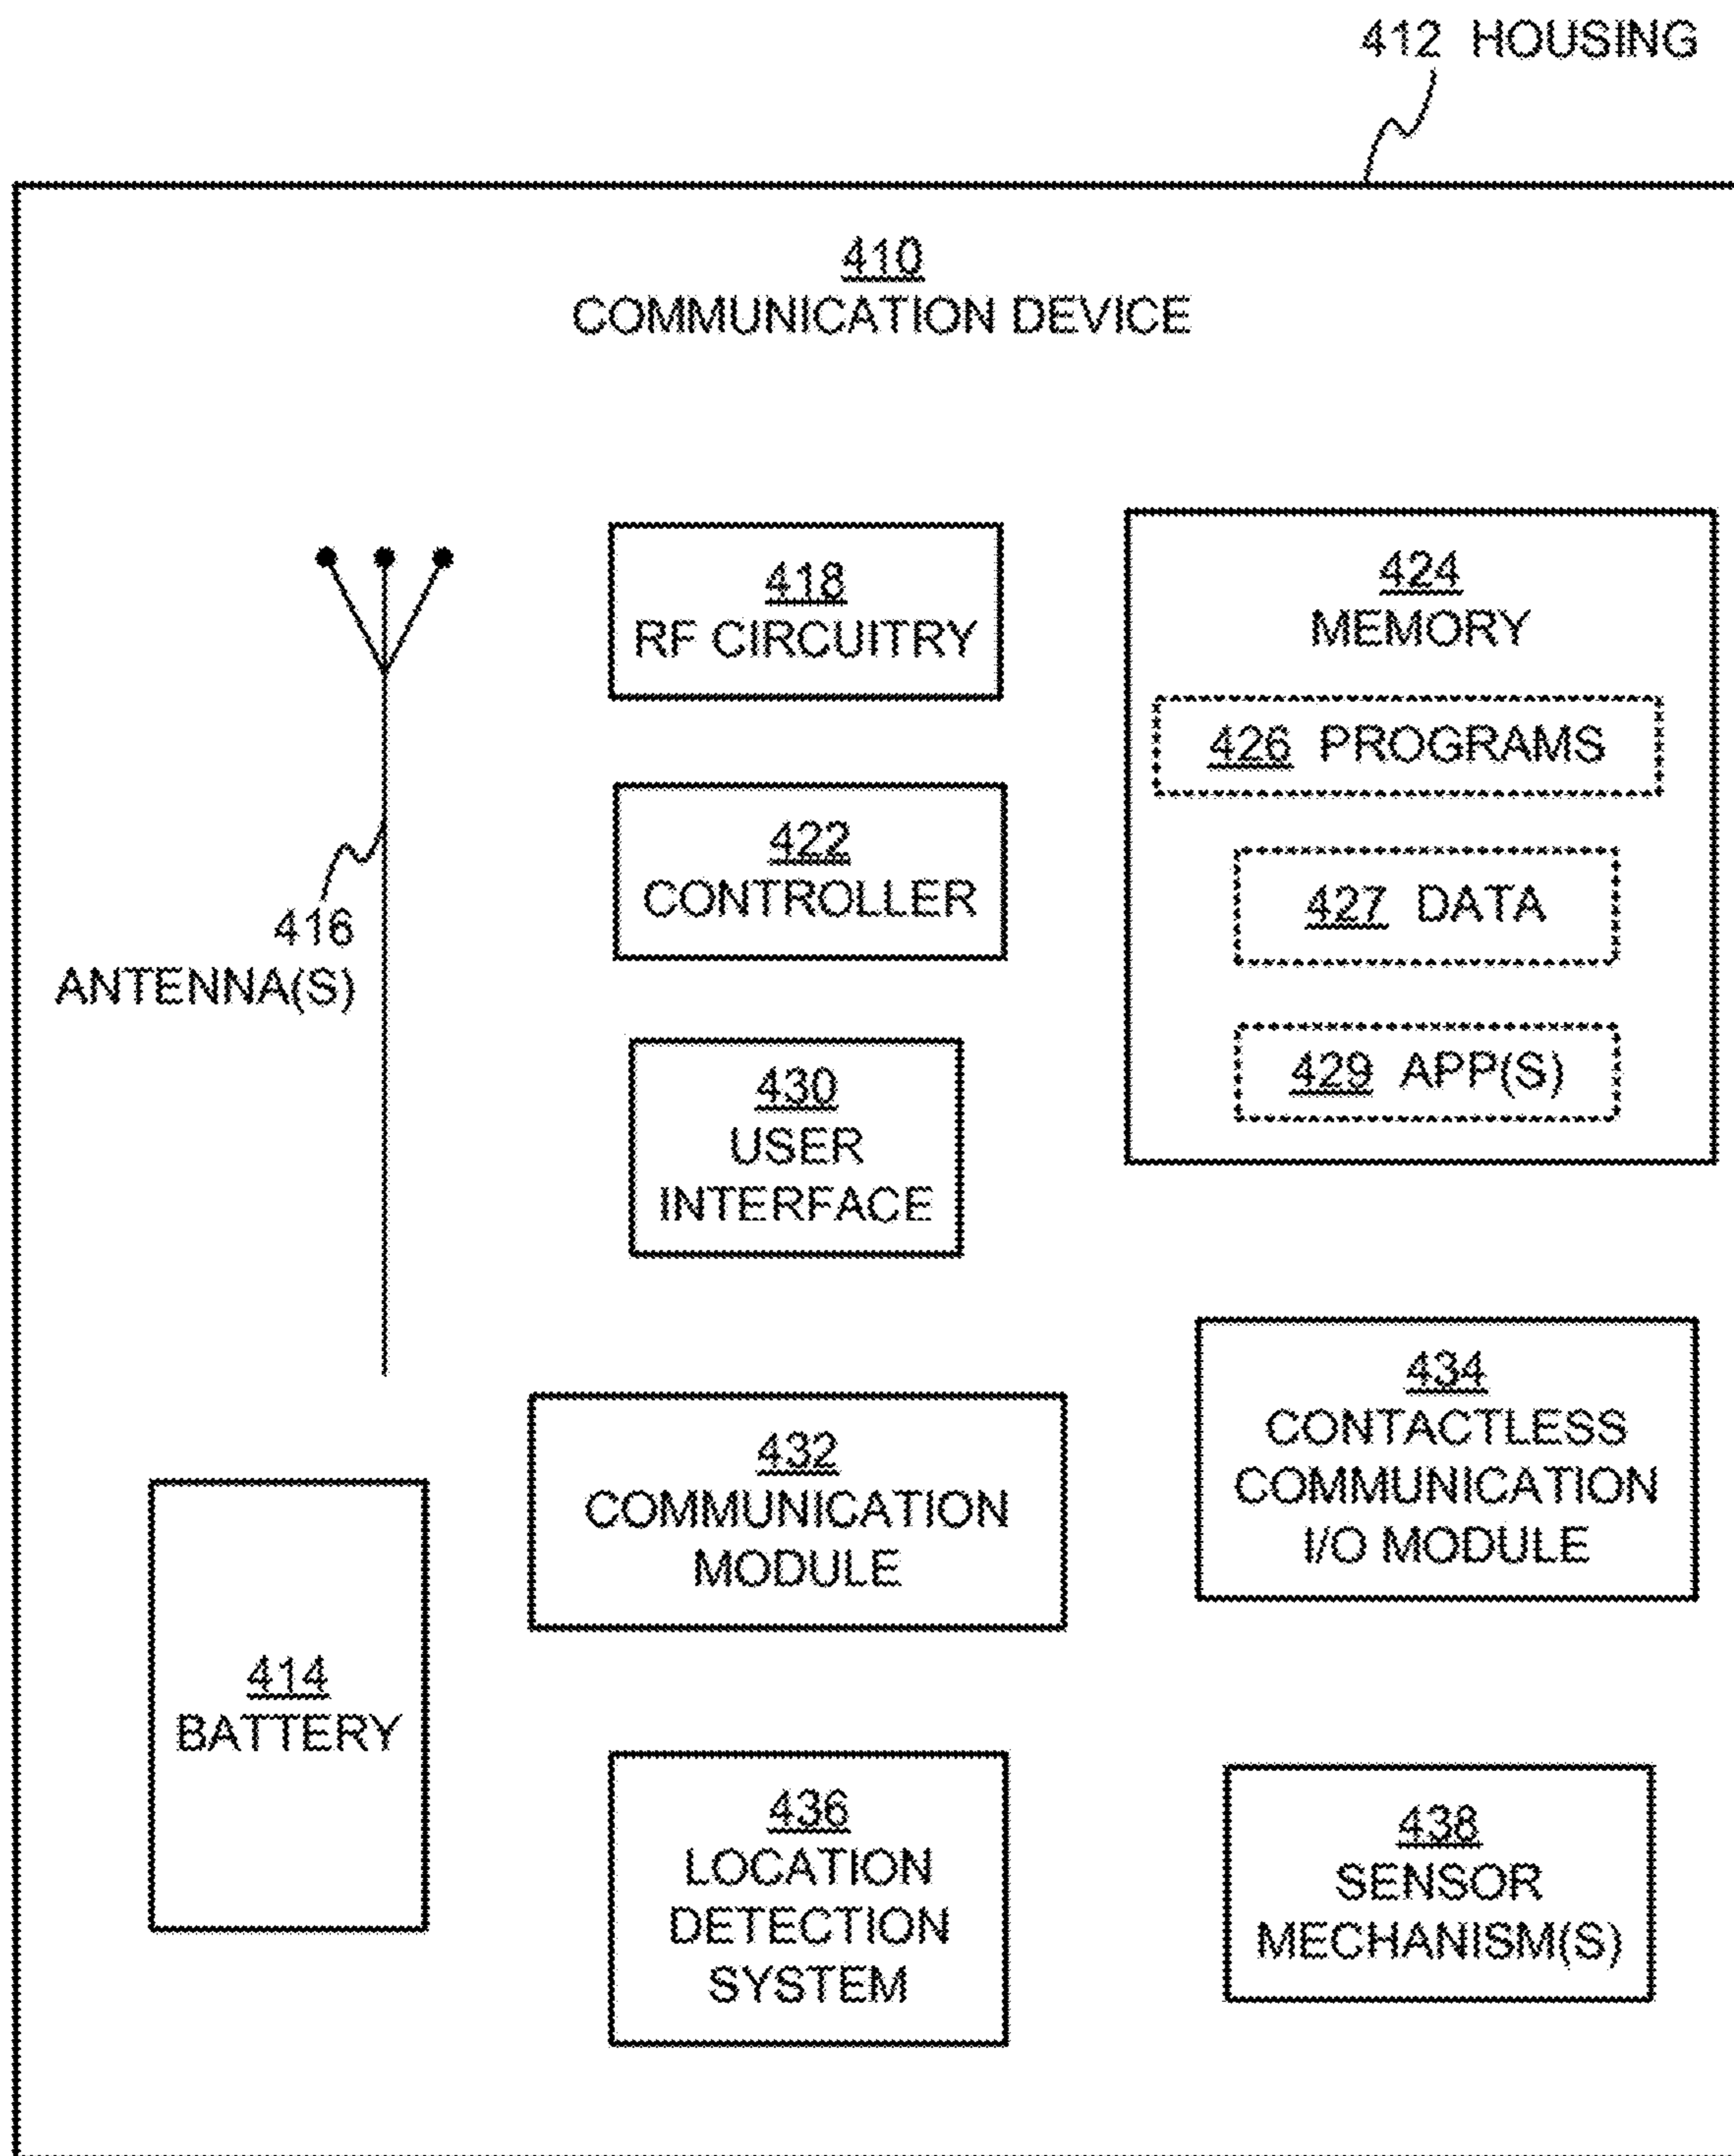 412 HOUSING
410
COMMUNICATION DEVICE
418
RF CIRCUITRY
424
MEMORY
426 PROGRAMS
422
CONTROLLER
427 DATA
416
ANTENNA(S)
429 APP(S)
430
USER
INTERFACE
434
CONTACTLESS
COMMUNICATION
I/O MODULE
432
COMMUNICATION
MODULE
414
BATTERY
436
LOCATION
DETECTION
SYSTEM
438
SENSOR
MECHANISM(S)